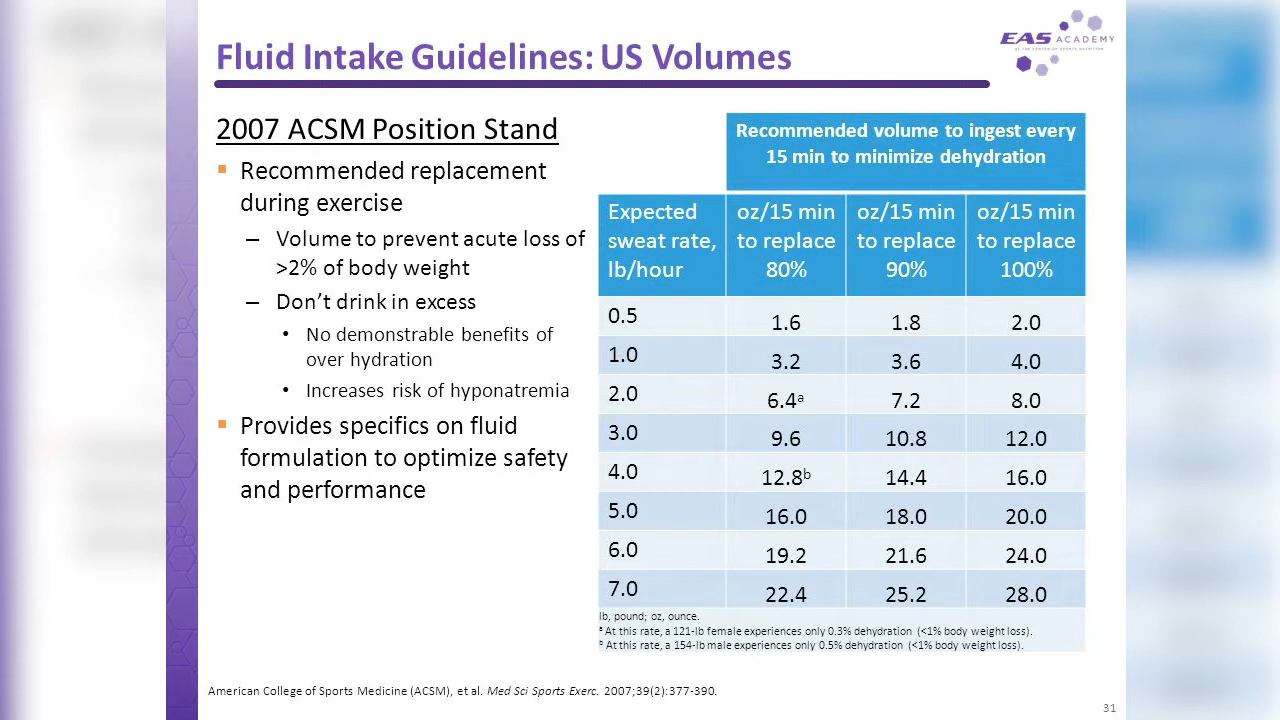 Fluid Intake Guidelines: US Volumes
EAS ACADEMY
AT THE CENTER OF SPORTS NUTRITION
2007 ACSM Position Stand
▪ Recommended replacement
during exercise
– Volume to prevent acute loss of
>2% of body weight
– Don’t drink in excess
• No demonstrable benefits of
over hydration
• Increases risk of hyponatremia
▪ Provides specifics on fluid
formulation to optimize safety
and performance
Recommended volume to ingest every
15 min to minimize dehydration
Expected sweat rate, lb/hour | oz/15 min to replace 80% | oz/15 min to replace 90% | oz/15 min to replace 100%
0.5 1.6 1.8 2.0
1.0 3.2 3.6 4.0
2.0 6.4ᵃ 7.2 8.0
3.0 9.6 10.8 12.0
4.0 12.8ᵇ 14.4 16.0
5.0 16.0 18.0 20.0
6.0 19.2 21.6 24.0
7.0 22.4 25.2 28.0
lb, pound; oz, ounce.
ᵃ At this rate, a 121-lb female experiences only 0.3% dehydration (<1% body weight loss).
ᵇ At this rate, a 154-lb male experiences only 0.5% dehydration (<1% body weight loss).
American College of Sports Medicine (ACSM), et al. Med Sci Sports Exerc. 2007;39(2):377-390.
31